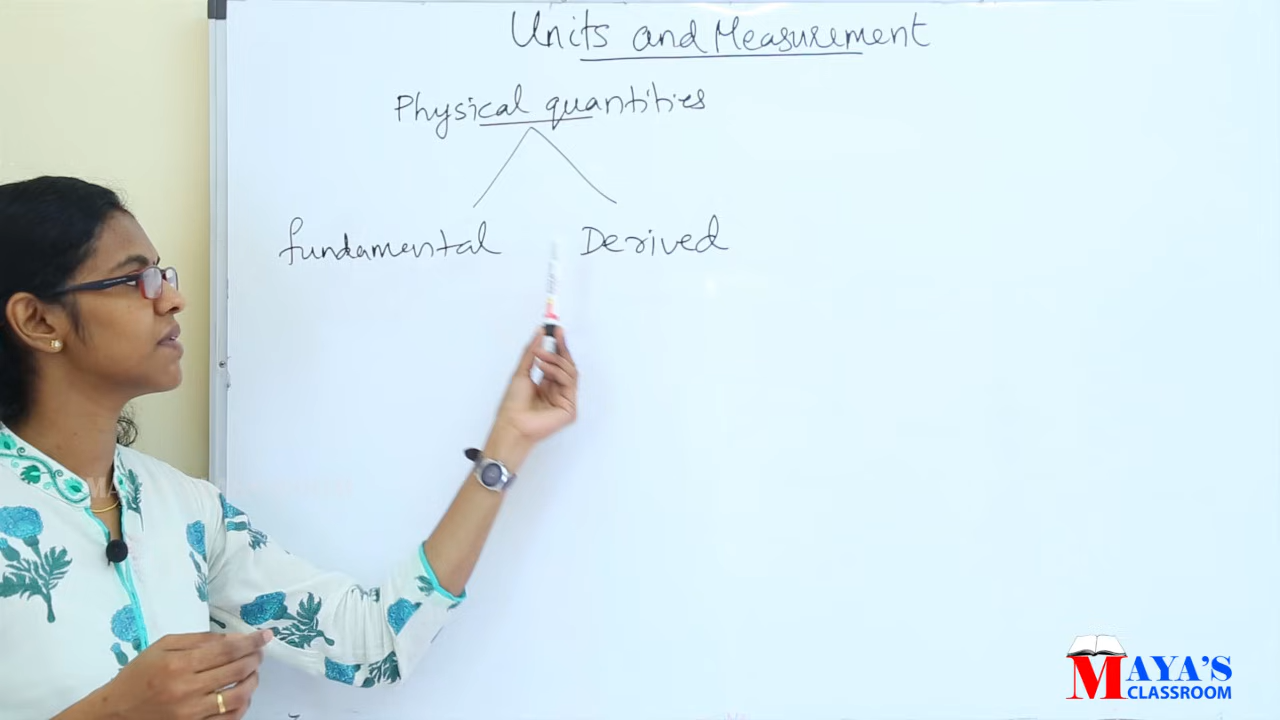 Units and Measurement
Physical quantities
fundamental Derived
MAYA'S
CLASSROOM